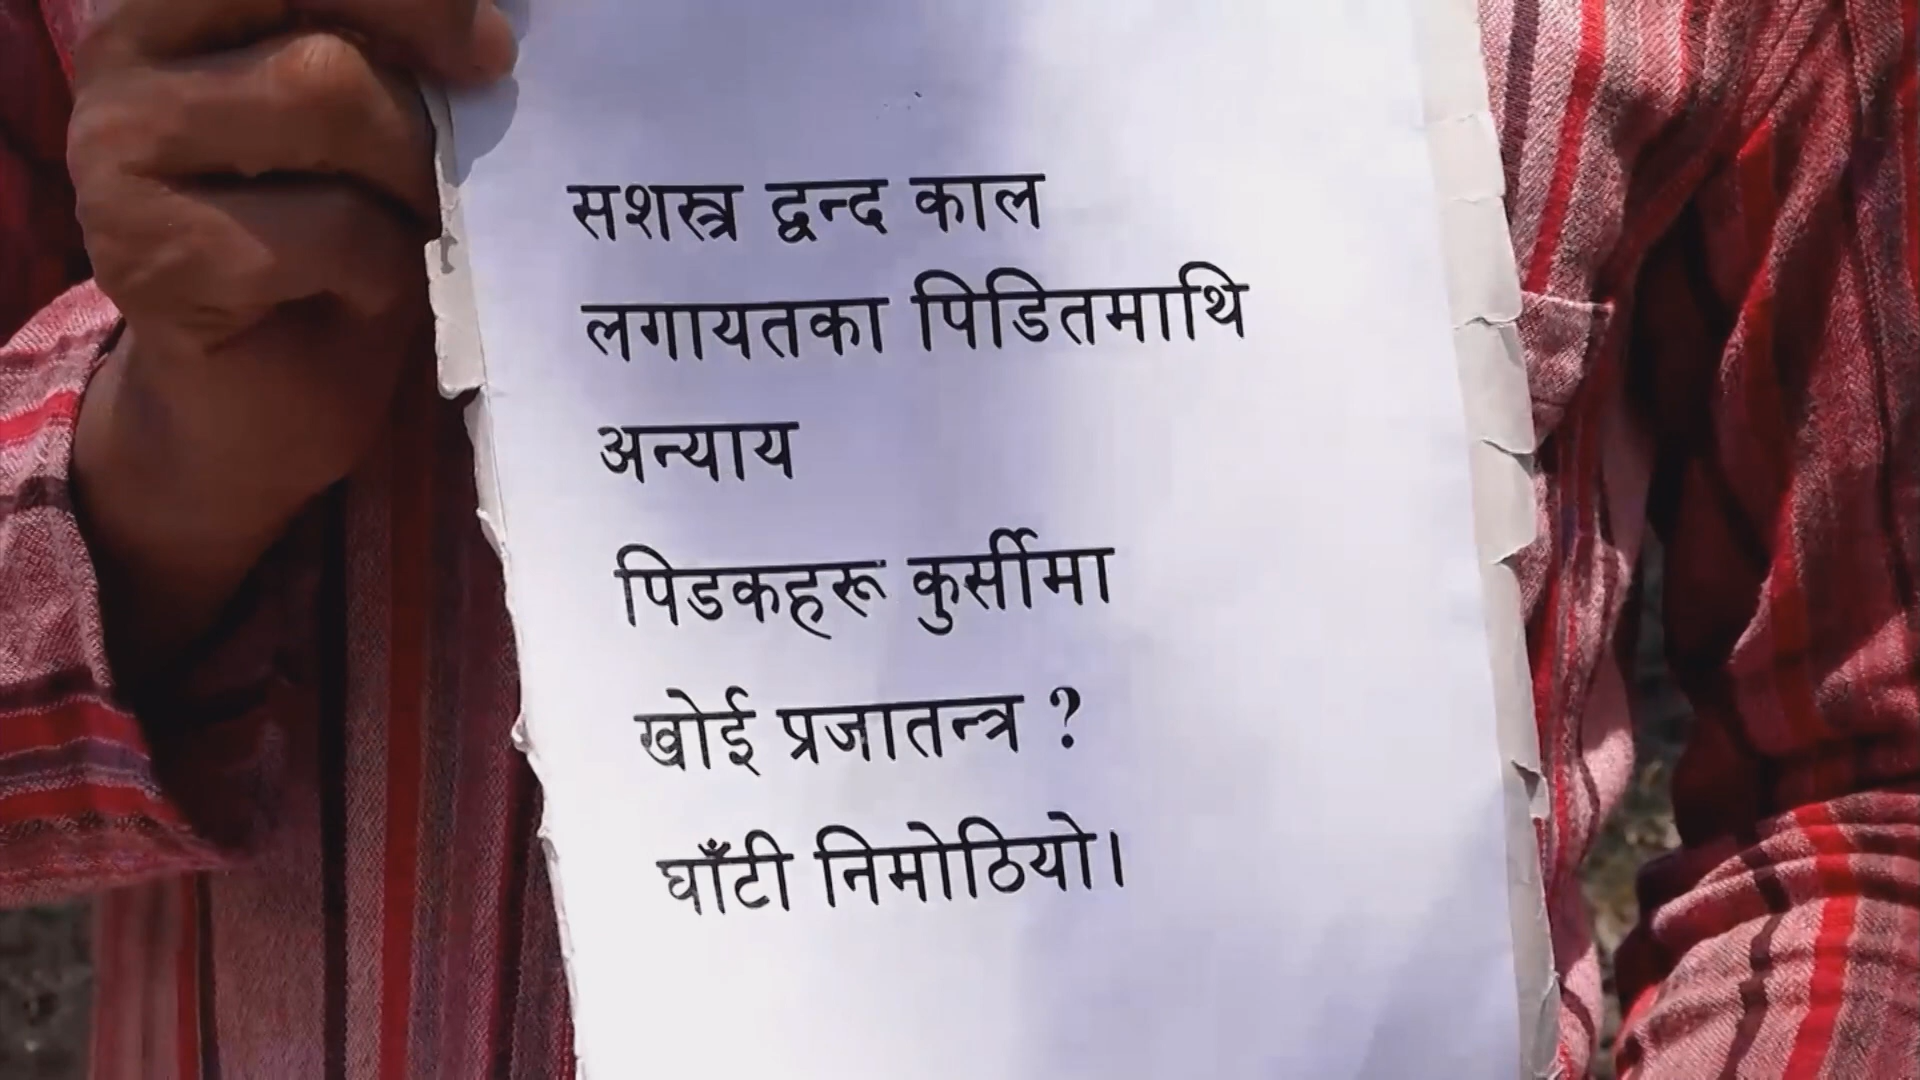 सशस्त्र द्वन्द काल
लगायतका पिडितमाथि
अन्याय
पिडकहरू कुर्सीमा
खोई प्रजातन्त्र ?
घाँटी निमोठियो।